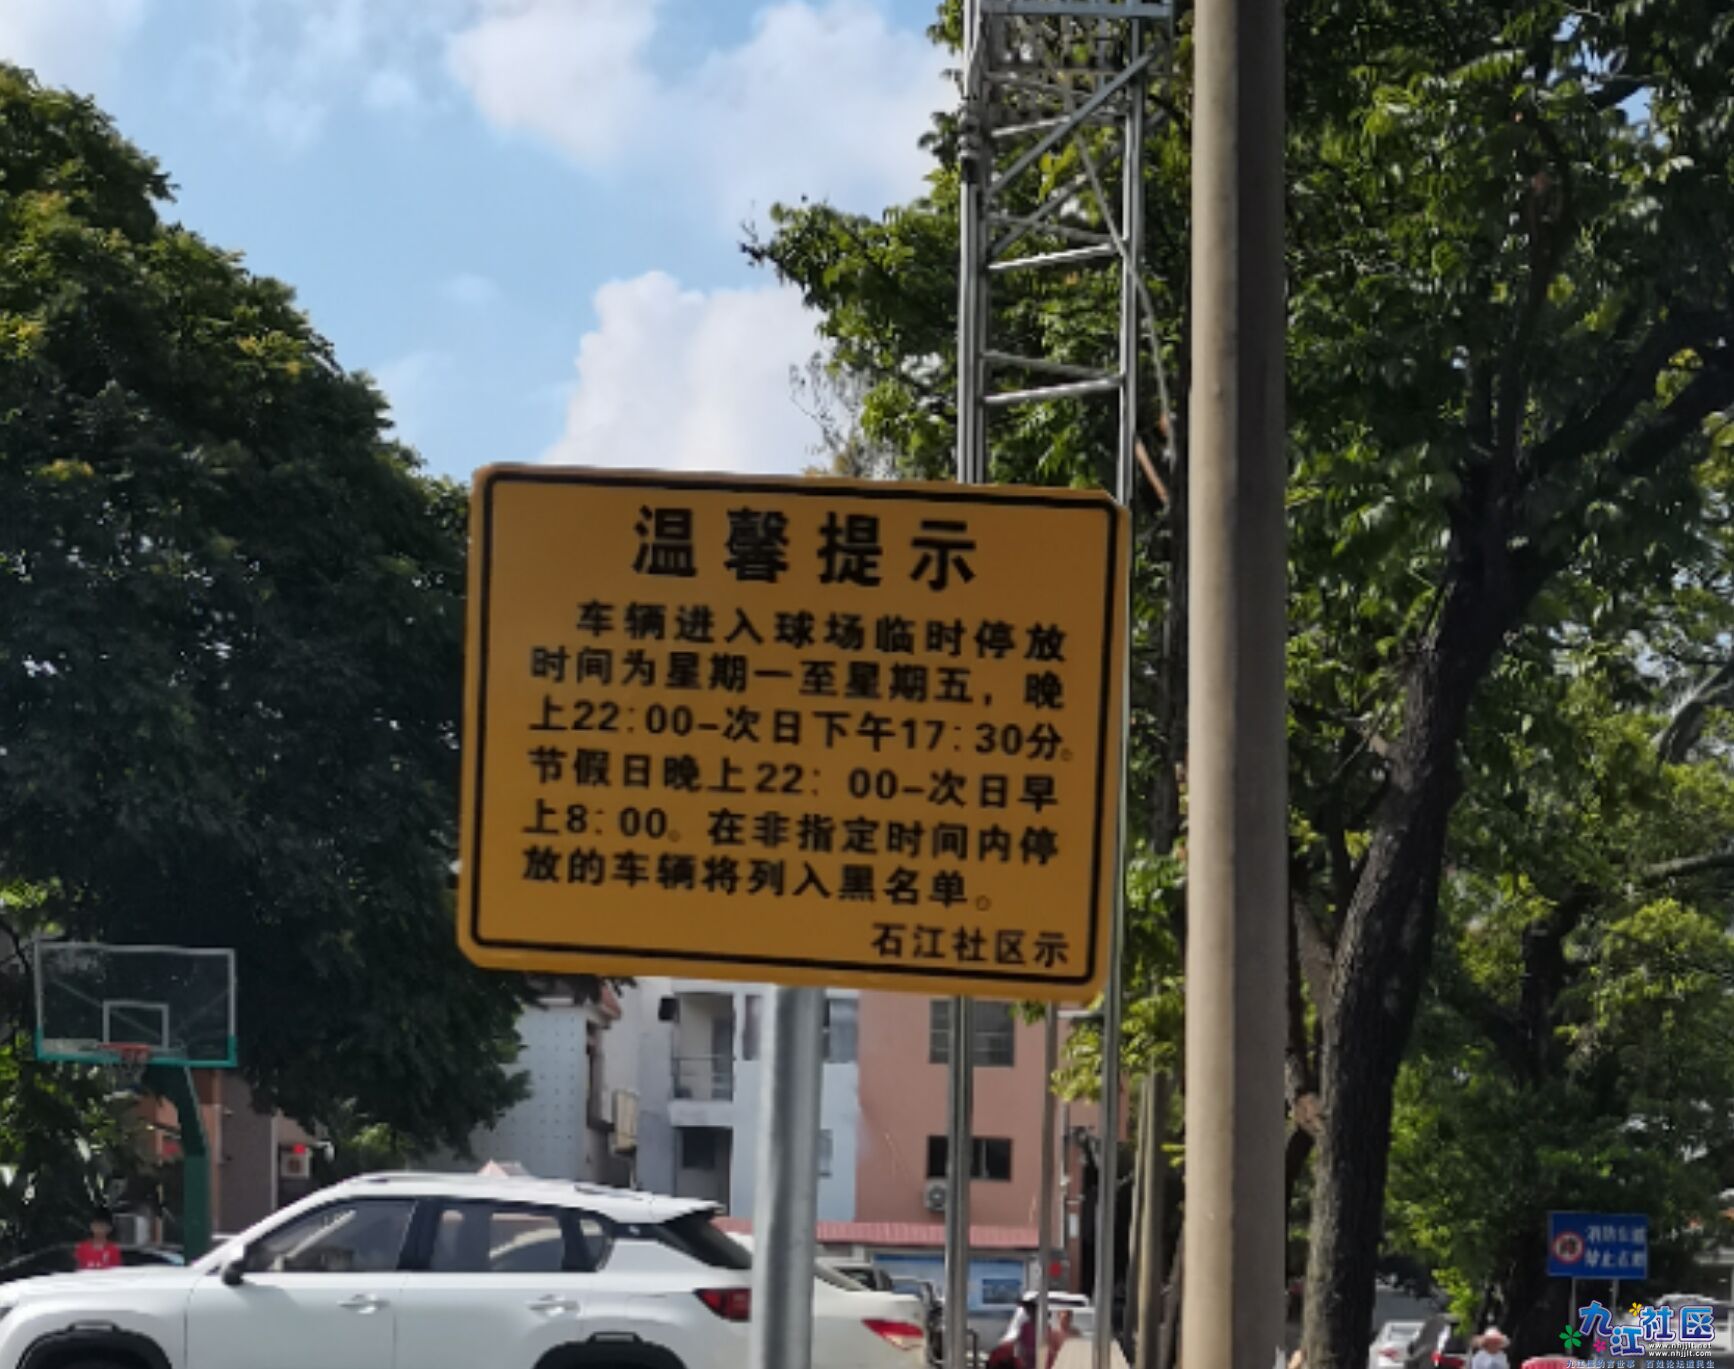 温馨提示
车辆进入球场临时停放
时间为星期一至星期五，晚
上22:00-次日下午17:30分。
节假日晚上22：00-次日早
上8：00。在非指定时间内停
放的车辆将列入黑名单。
石江社区示
九江社区
www.nhjjlt.com